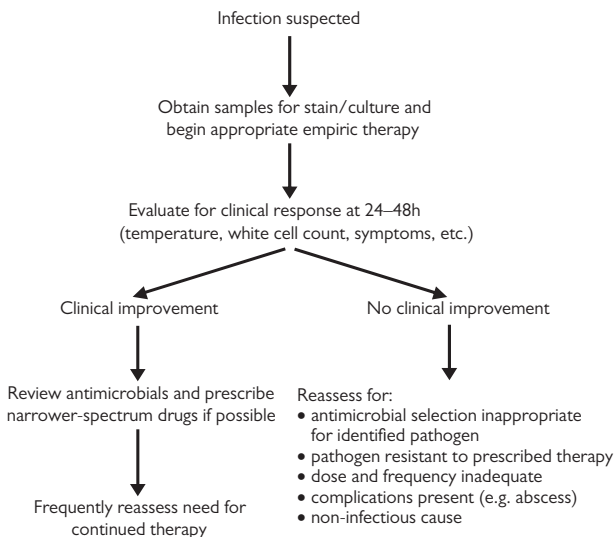 Infection suspected
Obtain samples for stain/culture and
begin appropriate empiric therapy
Evaluate for clinical response at 24–48h
(temperature, white cell count, symptoms, etc.)
Clinical improvement
No clinical improvement
Review antimicrobials and prescribe
narrower-spectrum drugs if possible
Frequently reassess need for
continued therapy
Reassess for:
• antimicrobial selection inappropriate
for identified pathogen
• pathogen resistant to prescribed therapy
• dose and frequency inadequate
• complications present (e.g. abscess)
• non-infectious cause